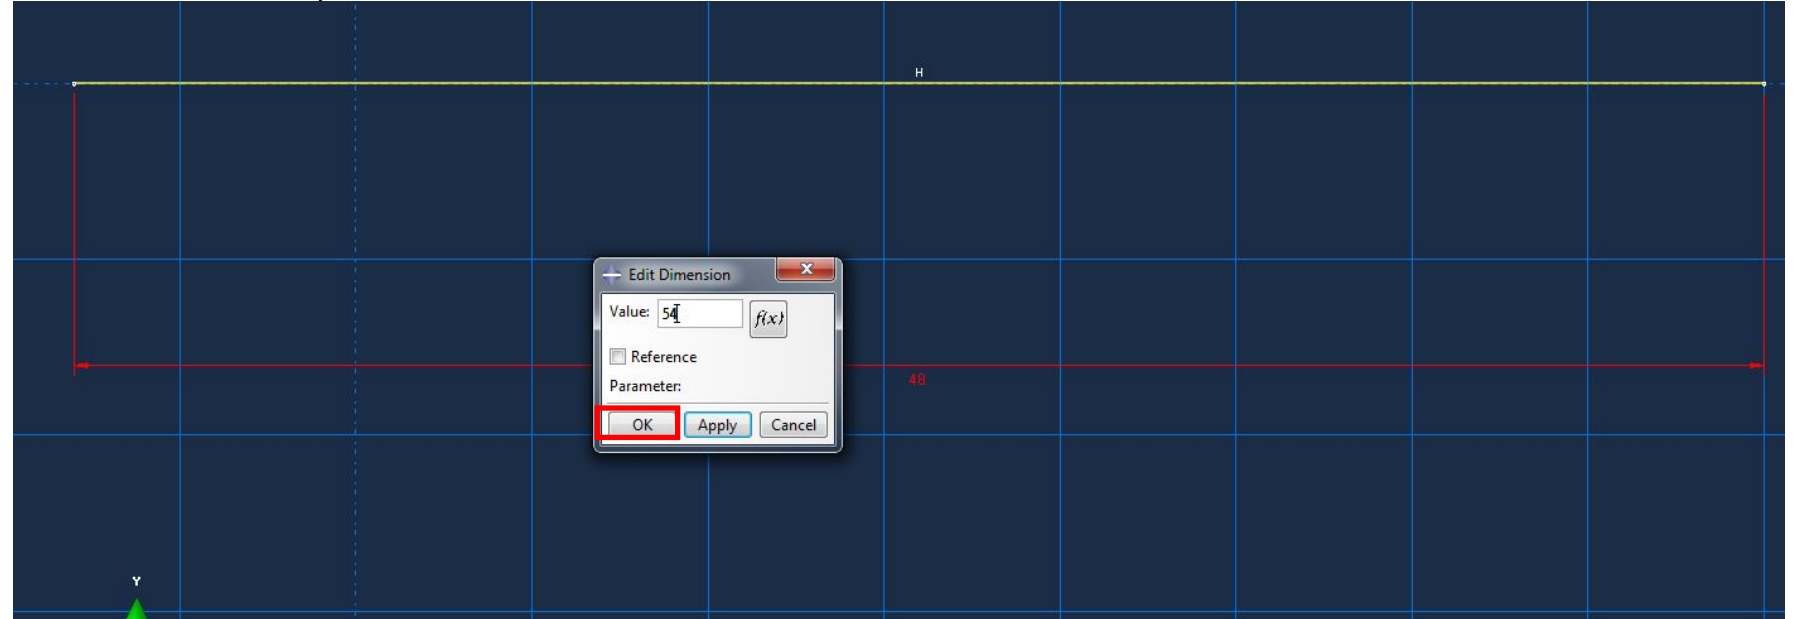 H
Edit Dimension
Value: 54 f(x)
Reference
Parameter:
48.
OK Apply Cancel
Y